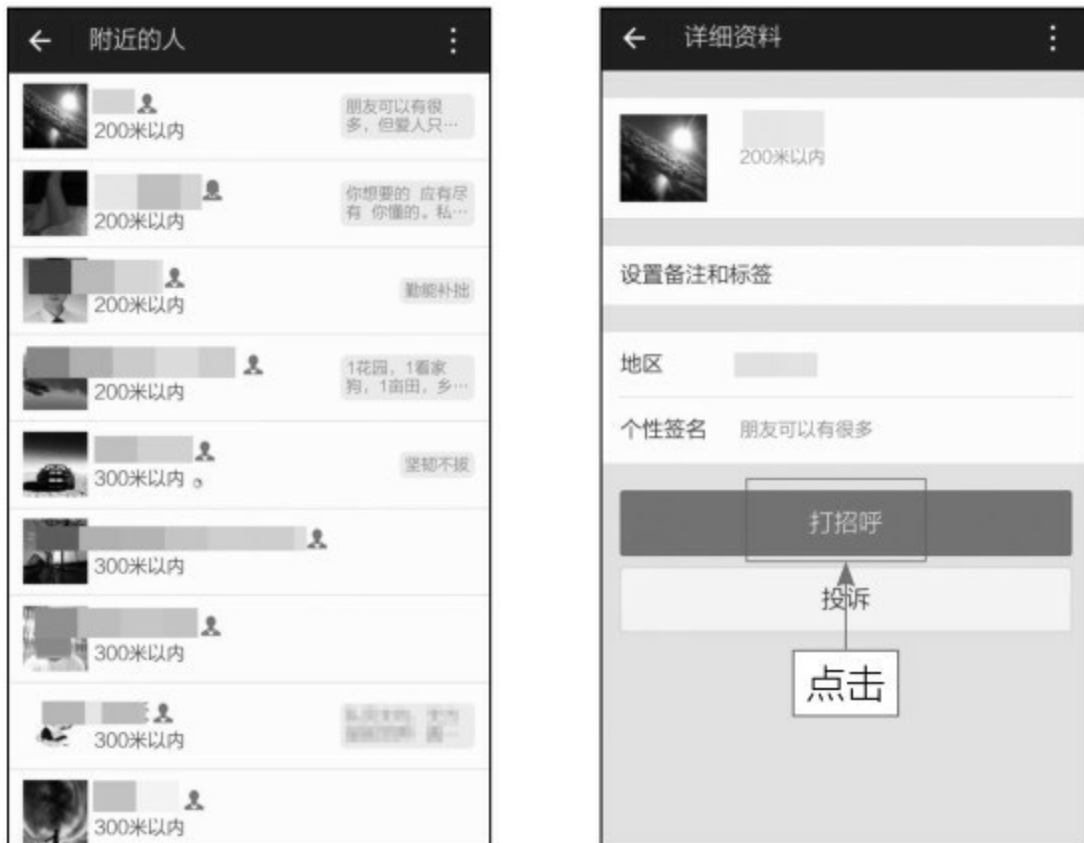 附近的人
200米以内
朋友可以有很
多，但爱人只…
200米以内
你想要的 应有尽
有 你懂的。私…
200米以内
勤能补拙
200米以内
1花园，1看家
狗，1亩田，乡…
300米以内
坚韧不拔
300米以内
300米以内
300米以内
300米以内
详细资料
200米以内
设置备注和标签
地区
个性签名 朋友可以有很多
打招呼
投诉
点击